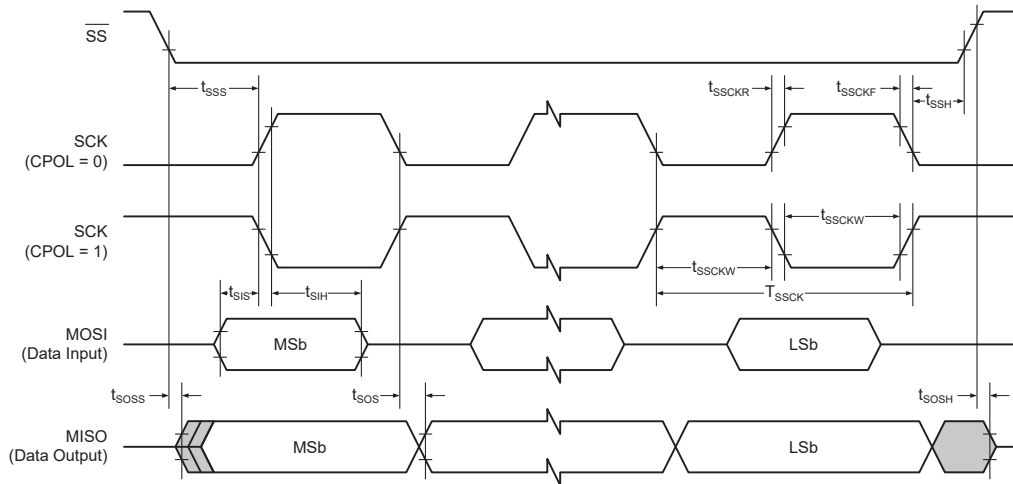 SS
tSSS
tSSCKR
tSSCKF
tSSH
SCK
(CPOL = 0)
SCK
(CPOL = 1)
tSSCKW
tSSCKW
TSSCK
tSIS
tSIH
MOSI
(Data Input)
MSb
LSb
tSOSS
tSOS
tSOSH
MISO
(Data Output)
MSb
LSb